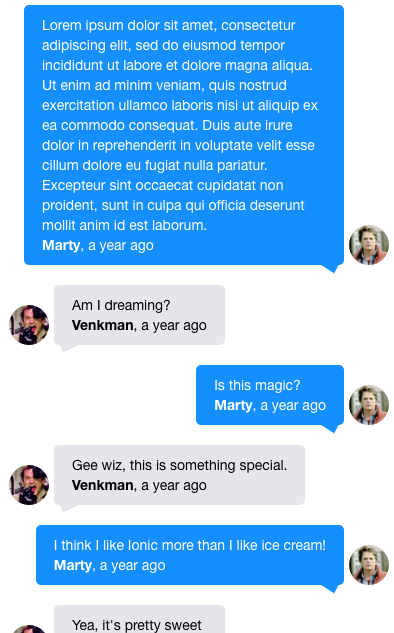 Lorem ipsum dolor sit amet, consectetur
adipiscing elit, sed do eiusmod tempor
incididunt ut labore et dolore magna aliqua.
Ut enim ad minim veniam, quis nostrud
exercitation ullamco laboris nisi ut aliquip ex
ea commodo consequat. Duis aute irure
dolor in reprehenderit in voluptate velit esse
cillum dolore eu fugiat nulla pariatur.
Excepteur sint occaecat cupidatat non
proident, sunt in culpa qui officia deserunt
mollit anim id est laborum.
Marty, a year ago
Am I dreaming?
Venkman, a year ago
Is this magic?
Marty, a year ago
Gee wiz, this is something special.
Venkman, a year ago
I think I like Ionic more than I like ice cream!
Marty, a year ago
Yea, it's pretty sweet